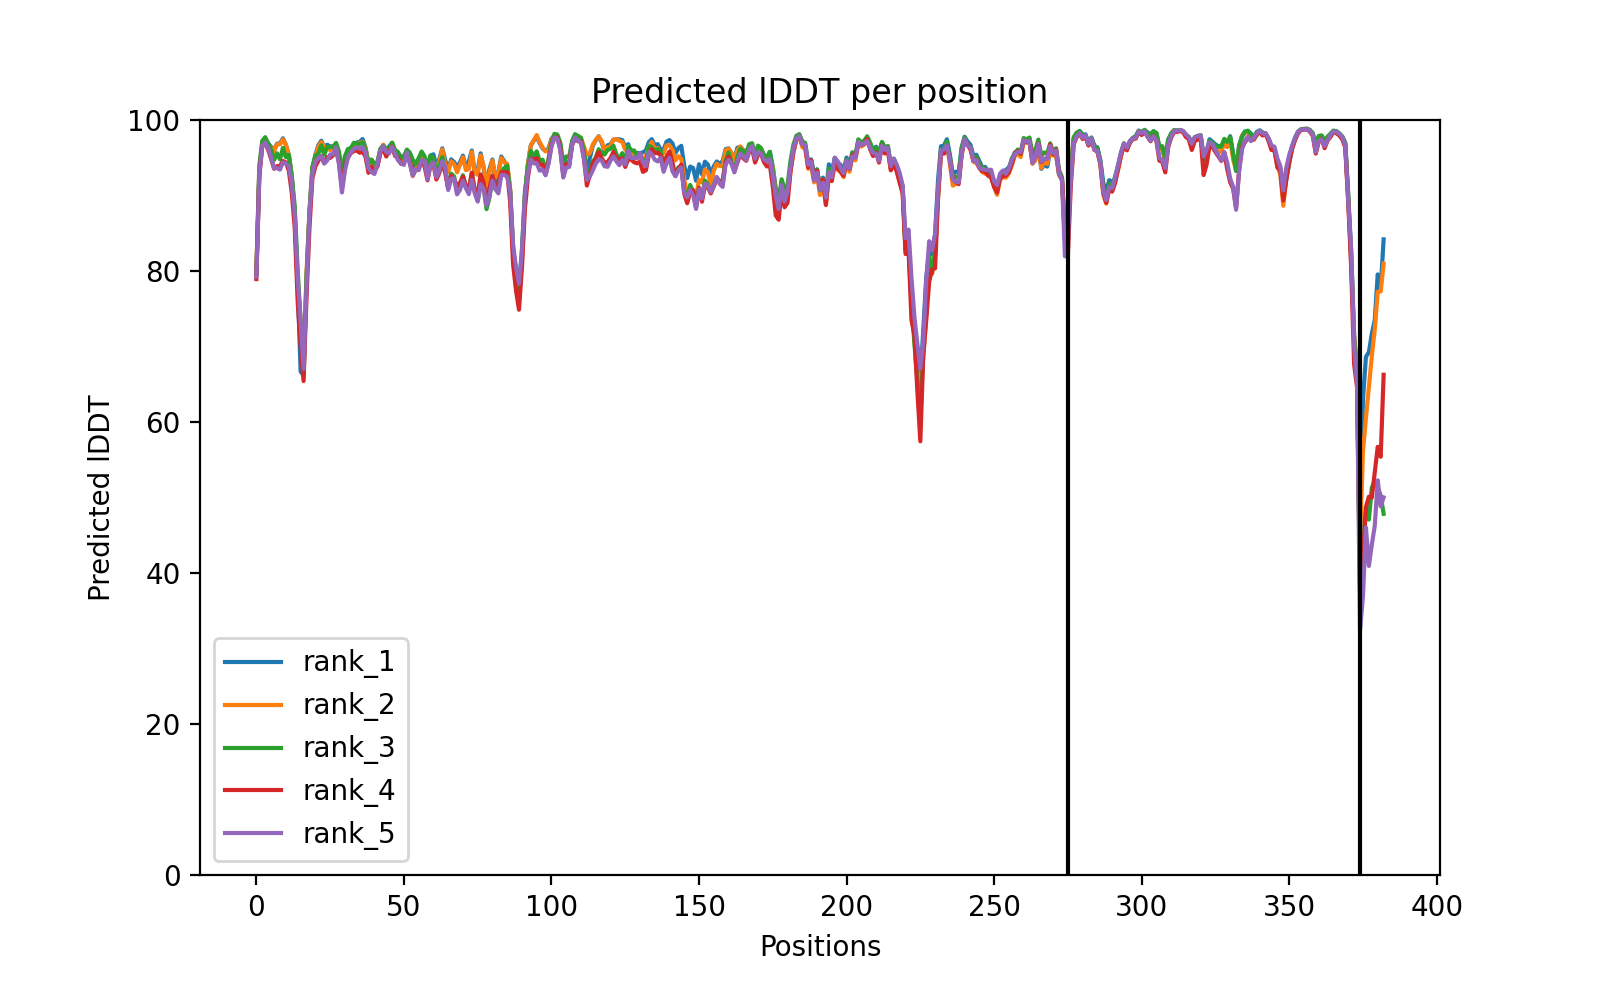 Predicted lDDT per position
100
80
60
40
20
0
Predicted lDDT
rank_1
rank_2
rank_3
rank_4
rank_5
0 50 100 150 200 250 300 350 400
Positions